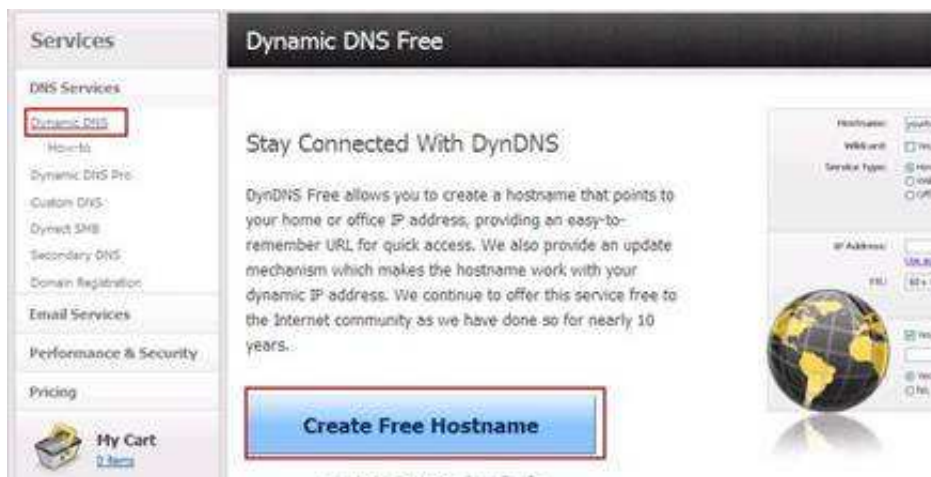 Services
Dynamic DNS Free
DNS Services
Dynamic DNS
How-to
Dynamic DNS Pro
Custom DNS
Dynect SMB
Secondary DNS
Domain Registration
Email Services
Performance & Security
Pricing
My Cart
0 items
Stay Connected With DynDNS
DynDNS Free allows you to create a hostname that points to
your home or office IP address, providing an easy-to-
remember URL for quick access. We also provide an update
mechanism which makes the hostname work with your
dynamic IP address. We continue to offer this service free to
the Internet community as we have done so for nearly 10
years.
Create Free Hostname
Hostname:
Wildcard:
Service Type:
IP Address: